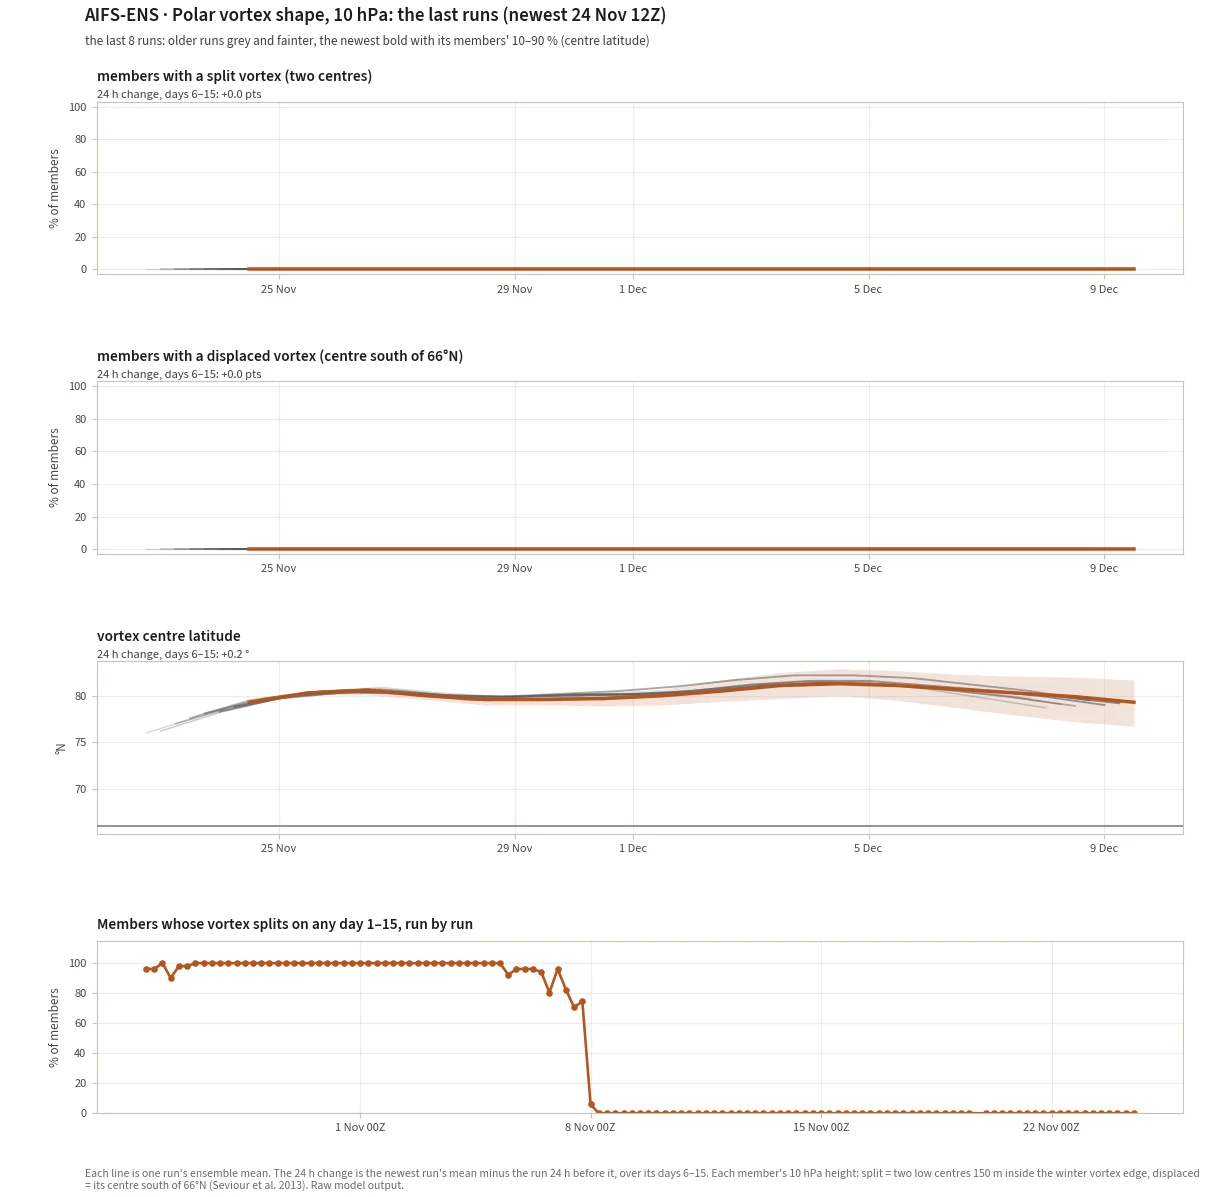 AIFS-ENS · Polar vortex shape, 10 hPa: the last runs (newest 24 Nov 12Z)
the last 8 runs: older runs grey and fainter, the newest bold with its members' 10–90 % (centre latitude)
members with a split vortex (two centres)
24 h change, days 6–15: +0.0 pts
100
80
60
40
20
0
% of members
25 Nov
29 Nov
1 Dec
5 Dec
9 Dec
members with a displaced vortex (centre south of 66°N)
24 h change, days 6–15: +0.0 pts
100
80
60
40
20
0
% of members
25 Nov
29 Nov
1 Dec
5 Dec
9 Dec
vortex centre latitude
24 h change, days 6–15: +0.2 °
80
75
70
°N
25 Nov
29 Nov
1 Dec
5 Dec
9 Dec
Members whose vortex splits on any day 1–15, run by run
100
80
60
40
20
0
% of members
1 Nov 00Z
8 Nov 00Z
15 Nov 00Z
22 Nov 00Z
Each line is one run's ensemble mean. The 24 h change is the newest run's mean minus the run 24 h before it, over its days 6–15. Each member's 10 hPa height: split = two low centres 150 m inside the winter vortex edge, displaced
= its centre south of 66°N (Seviour et al. 2013). Raw model output.